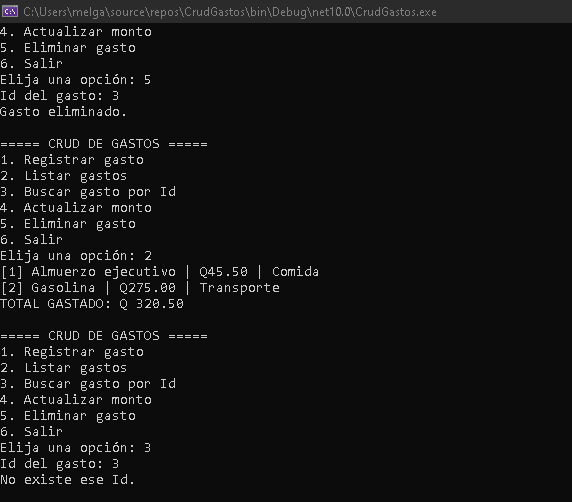 C:\Users\melga\source\repos\CrudGastos\bin\Debug\net10.0\CrudGastos.exe
4. Actualizar monto
5. Eliminar gasto
6. Salir
Elija una opción: 5
Id del gasto: 3
Gasto eliminado.
===== CRUD DE GASTOS =====
1. Registrar gasto
2. Listar gastos
3. Buscar gasto por Id
4. Actualizar monto
5. Eliminar gasto
6. Salir
Elija una opción: 2
[1] Almuerzo ejecutivo | Q45.50 | Comida
[2] Gasolina | Q275.00 | Transporte
TOTAL GASTADO: Q 320.50
===== CRUD DE GASTOS =====
1. Registrar gasto
2. Listar gastos
3. Buscar gasto por Id
4. Actualizar monto
5. Eliminar gasto
6. Salir
Elija una opción: 3
Id del gasto: 3
No existe ese Id.